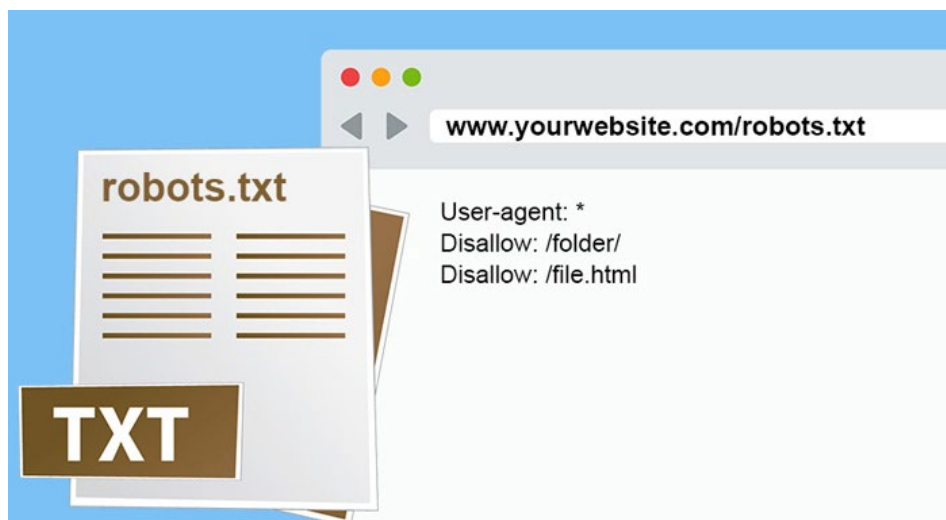 www.yourwebsite.com/robots.txt
robots.txt
User-agent: *
Disallow: /folder/
Disallow: /file.html
TXT